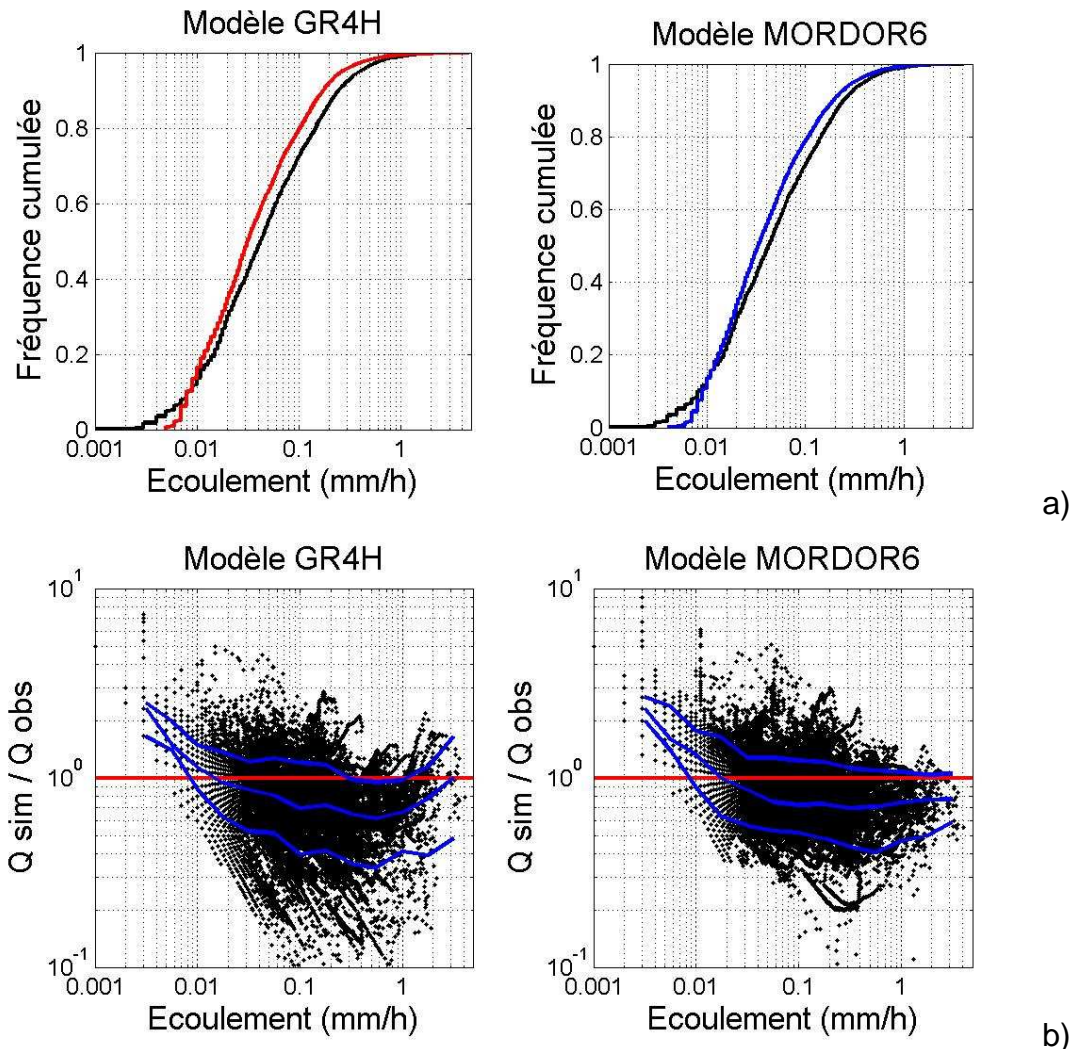 Modèle GR4H
Fréquence cumulée
1
0.8
0.6
0.4
0.2
0
0.001 0.01 0.1 1
Ecoulement (mm/h)
Modèle MORDOR6
Fréquence cumulée
1
0.8
0.6
0.4
0.2
0
0.001 0.01 0.1 1
Ecoulement (mm/h)
a)
Modèle GR4H
Q sim / Q obs
10^1
10^0
10^-1
0.001 0.01 0.1 1
Ecoulement (mm/h)
Modèle MORDOR6
Q sim / Q obs
10^1
10^0
10^-1
0.001 0.01 0.1 1
Ecoulement (mm/h)
b)